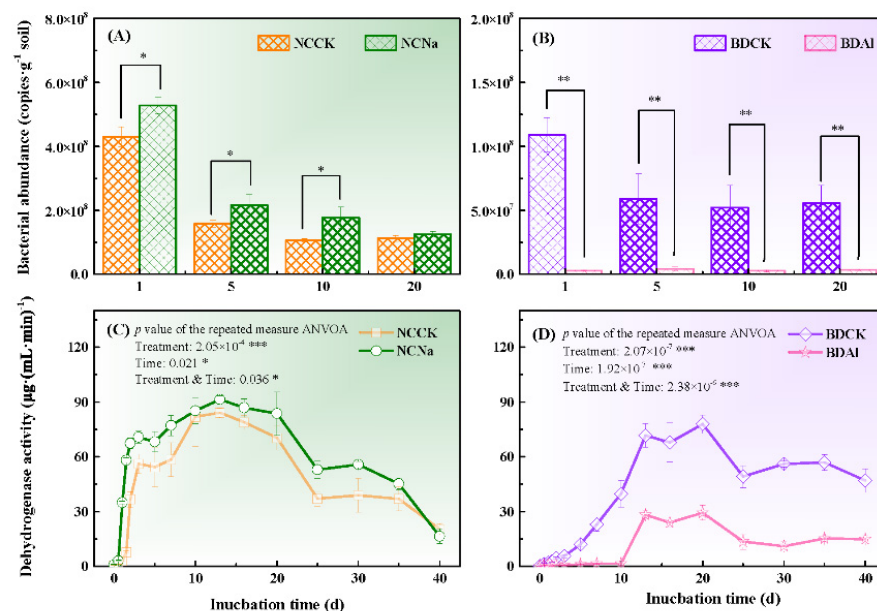 8.0×10⁸
6.0×10⁸
4.0×10⁸
2.0×10⁸
0.0
Bacterial abundance (copies·g⁻¹ soil)
(A)
NCCK
NCNa
*
*
*
1
5
10
20
2.0×10⁸
1.5×10⁸
1.0×10⁸
5.0×10⁷
0.0
(B)
BDCK
BDAl
**
**
**
**
1
5
10
20
Dehydrogenase activity (μg·(mL·min)⁻¹)
120
90
60
30
0
(C)
p value of the repeated measure ANVOA
Treatment: 2.05×10⁻⁴ ***
Time: 0.021 *
Treatment & Time: 0.036 *
NCCK
NCNa
0
10
20
30
40
Inucbation time (d)
120
90
60
30
0
(D)
p value of the repeated measure ANVOA
Treatment: 2.07×10⁻⁷ ***
Time: 1.92×10⁻⁷ ***
Treatment & Time: 2.38×10⁻⁵ ***
BDCK
BDAl
0
10
20
30
40
Inucbation time (d)